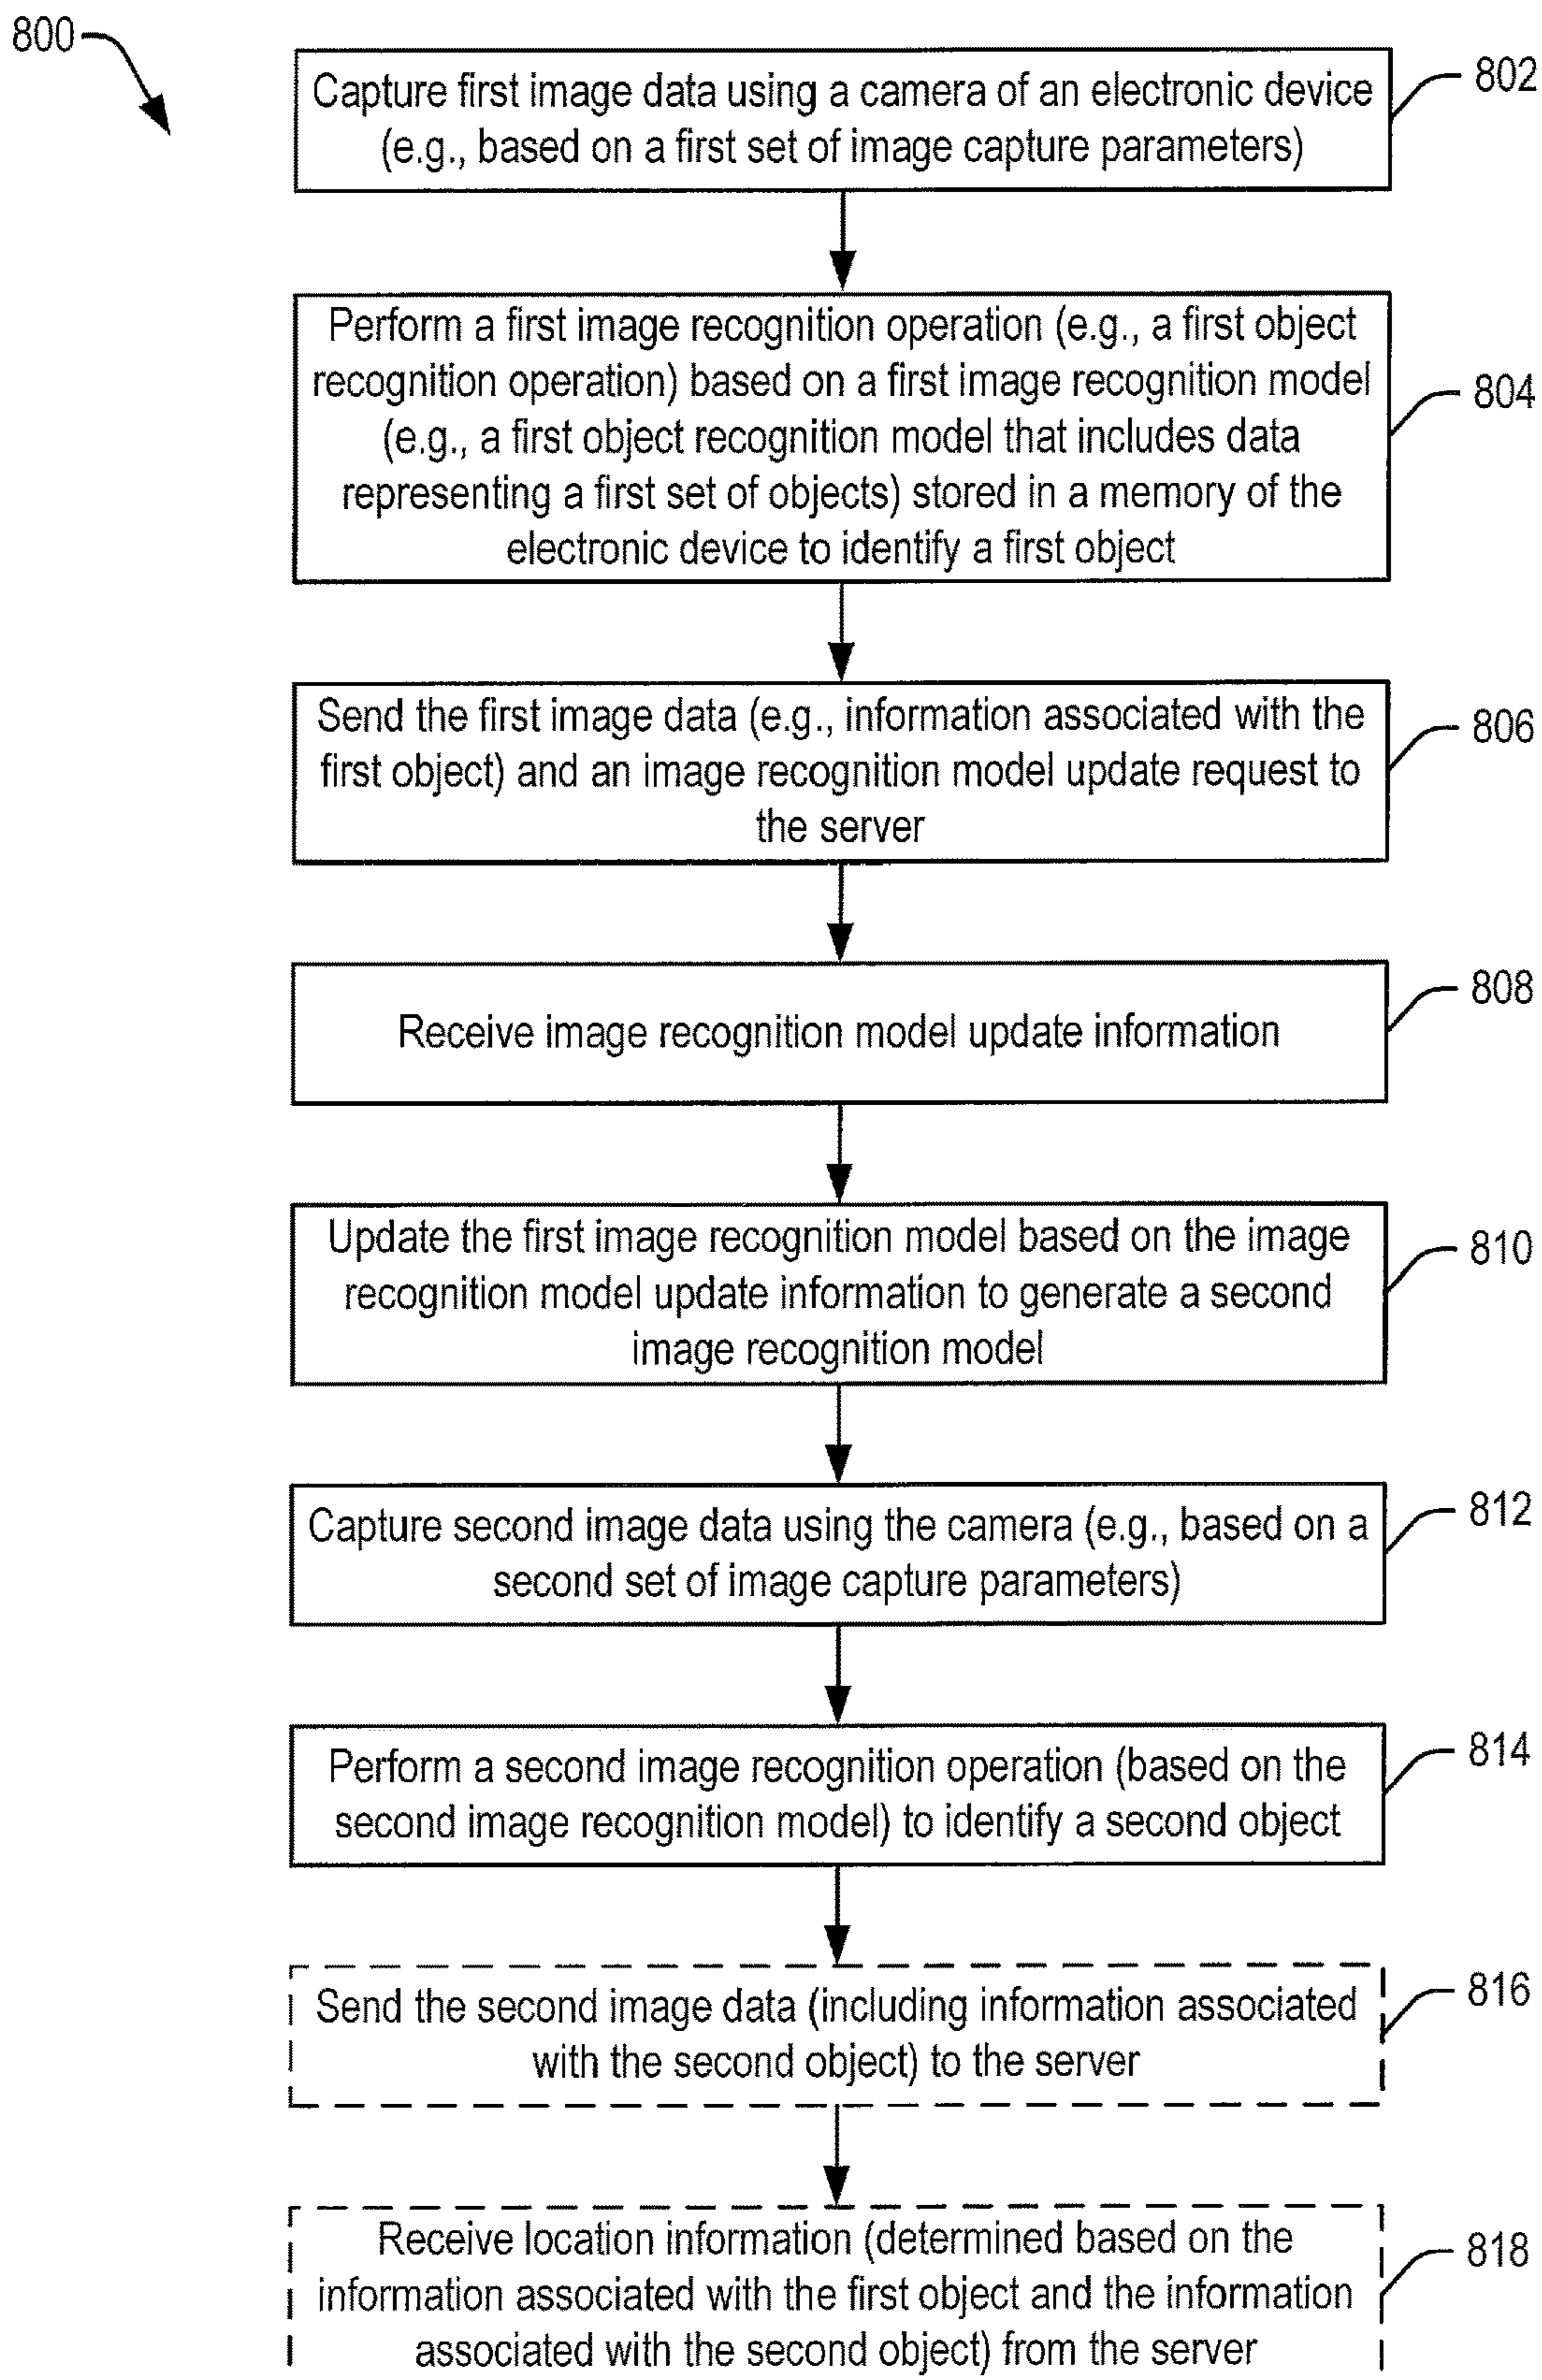 800
Capture first image data using a camera of an electronic device
(e.g., based on a first set of image capture parameters)
802
Perform a first image recognition operation (e.g., a first object
recognition operation) based on a first image recognition model
(e.g., a first object recognition model that includes data
representing a first set of objects) stored in a memory of the
electronic device to identify a first object
804
Send the first image data (e.g., information associated with the
first object) and an image recognition model update request to
the server
806
Receive image recognition model update information
808
Update the first image recognition model based on the image
recognition model update information to generate a second
image recognition model
810
Capture second image data using the camera (e.g., based on a
second set of image capture parameters)
812
Perform a second image recognition operation (based on the
second image recognition model) to identify a second object
814
Send the second image data (including information associated
with the second object) to the server
816
Receive location information (determined based on the
information associated with the first object and the information
associated with the second object) from the server
818